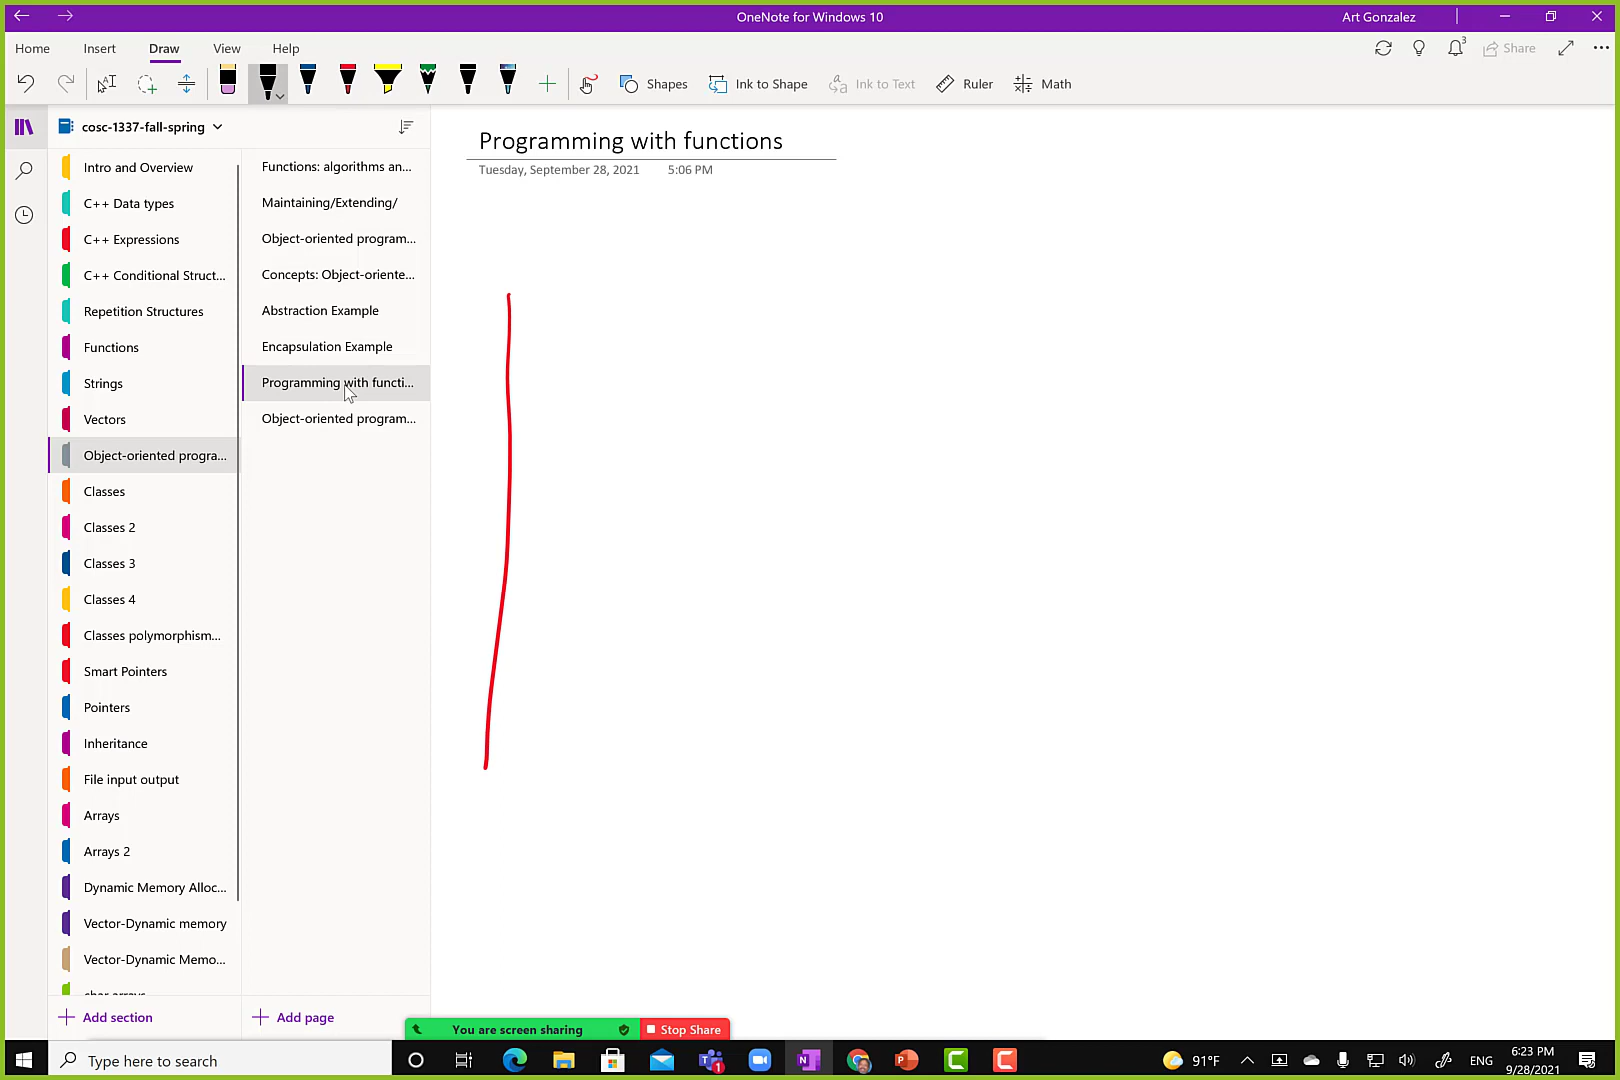 OneNote for Windows 10
Art Gonzalez
Home Insert Draw View Help
3
Share
Shapes Ink to Shape Ink to Text Ruler Math
cosc-1337-fall-spring
Intro and Overview
C++ Data types
C++ Expressions
C++ Conditional Struct...
Repetition Structures
Functions
Strings
Vectors
Object-oriented progra...
Classes
Classes 2
Classes 3
Classes 4
Classes polymorphism...
Smart Pointers
Pointers
Inheritance
File input output
Arrays
Arrays 2
Dynamic Memory Alloc...
Vector-Dynamic memory
Vector-Dynamic Memo...
char arrays
Add section
Functions: algorithms an...
Maintaining/Extending/
Object-oriented program...
Concepts: Object-oriente...
Abstraction Example
Encapsulation Example
Programming with functi...
Object-oriented program...
Add page
Programming with functions
Tuesday, September 28, 2021 5:06 PM
You are screen sharing Stop Share
Type here to search
1
91°F
ENG
6:23 PM
9/28/2021